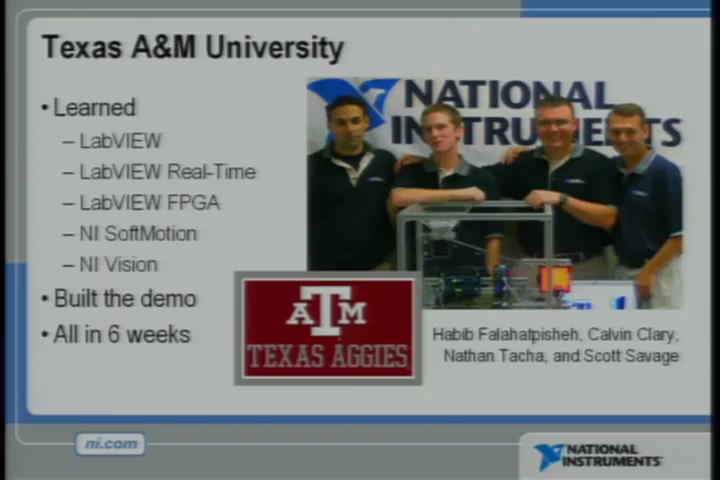 Texas A&M University
• Learned
– LabVIEW
– LabVIEW Real-Time
– LabVIEW FPGA
– NI SoftMotion
– NI Vision
• Built the demo
• All in 6 weeks
NATIONAL
INSTRUMENTS
ATM
TEXAS AGGIES
Habib Falahatpisheh, Calvin Clary,
Nathan Tacha, and Scott Savage
ni.com
NATIONAL
INSTRUMENTS